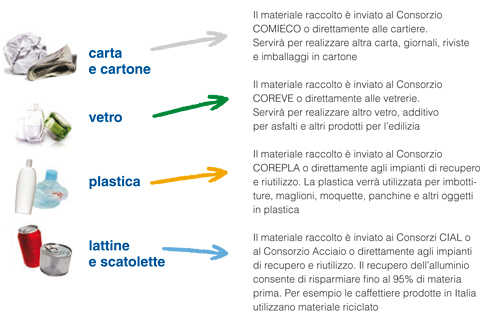 carta
e cartone
Il materiale raccolto è inviato al Consorzio
COMIECO o direttamente alle cartiere.
Servirà per realizzare altra carta, giornali, riviste
e imballaggi in cartone
vetro
Il materiale raccolto è inviato al Consorzio
COREVE o direttamente alle vetrerie.
Servirà per realizzare altro vetro, additivo
per asfalti e altri prodotti per l'edilizia
plastica
Il materiale raccolto è inviato al Consorzio
COREPLA o direttamente agli impianti di recupero
e riutilizzo. La plastica verrà utilizzata per imbotti-
ture, maglioni, moquette, panchine e altri oggetti
in plastica
lattine
e scatolette
Il materiale raccolto è inviato ai Consorzi CIAL o
al Consorzio Acciaio o direttamente agli impianti
di recupero e riutilizzo. Il recupero dell'alluminio
consente di risparmiare fino al 95% di materia
prima. Per esempio le caffettiere prodotte in Italia
utilizzano materiale riciclato